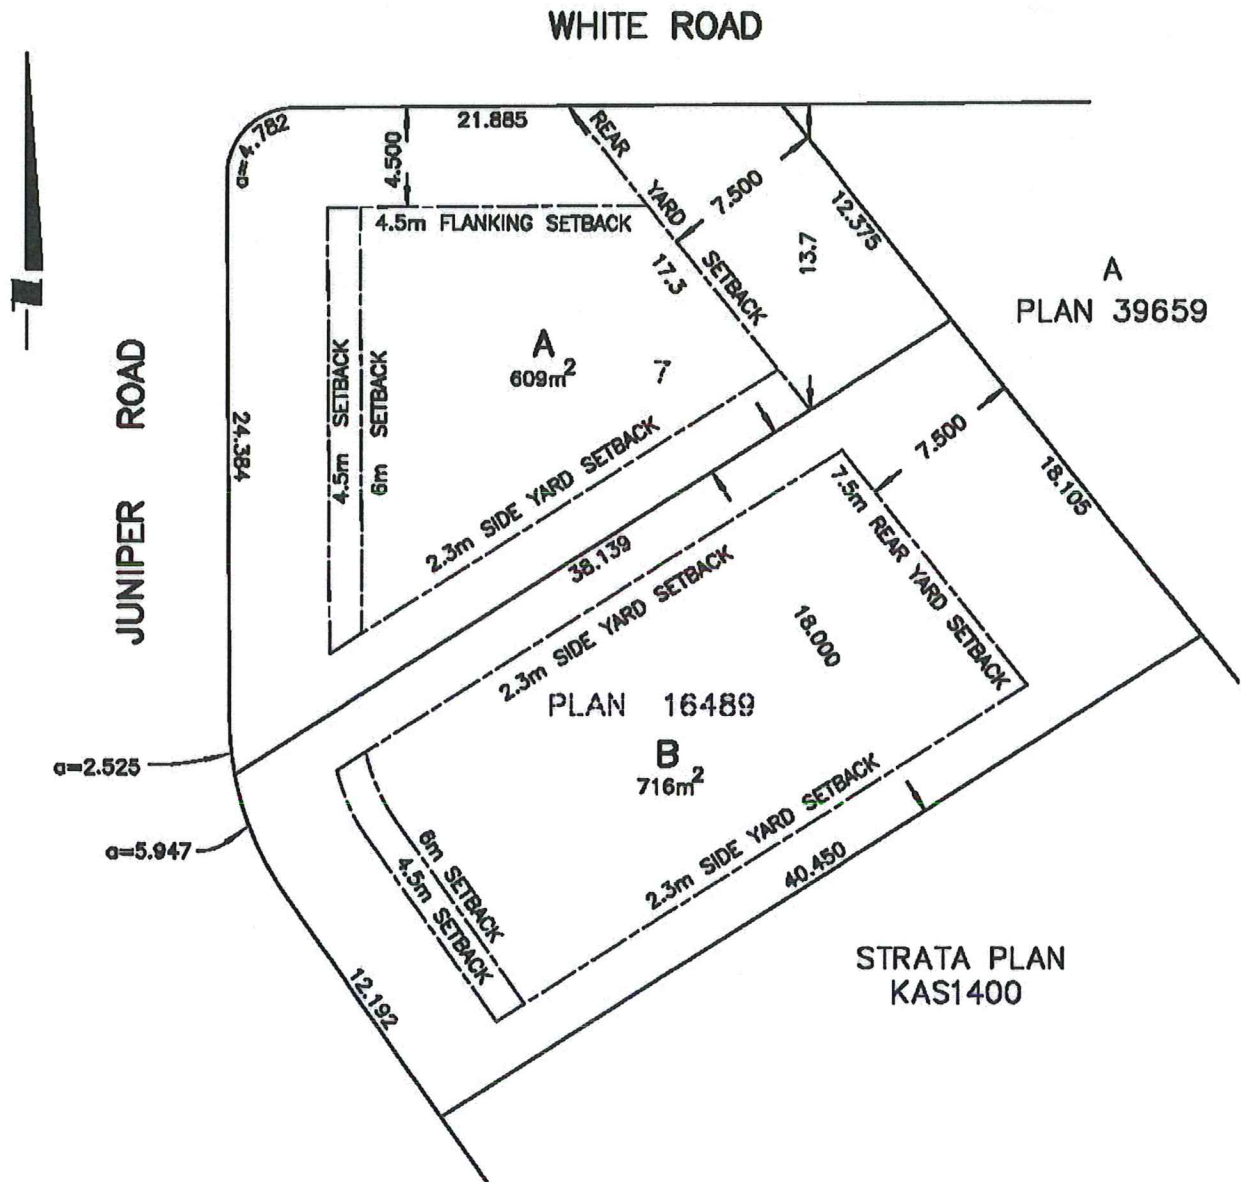 WHITE ROAD
a=4.782
21.885
4.500
REAR YARD SETBACK
7.500
12.375
4.5m FLANKING SETBACK
17.3
13.7
A
PLAN 39659
JUNIPER ROAD
24.384
4.5m SETBACK
6m SETBACK
A
609m²
7
2.3m SIDE YARD SETBACK
38.139
7.500
18.105
7.5m REAR YARD SETBACK
2.3m SIDE YARD SETBACK
18.000
PLAN 16489
B
716m²
a=2.525
a=5.947
6m SETBACK
4.5m SETBACK
2.3m SIDE YARD SETBACK
40.450
12.192
STRATA PLAN
KAS1400